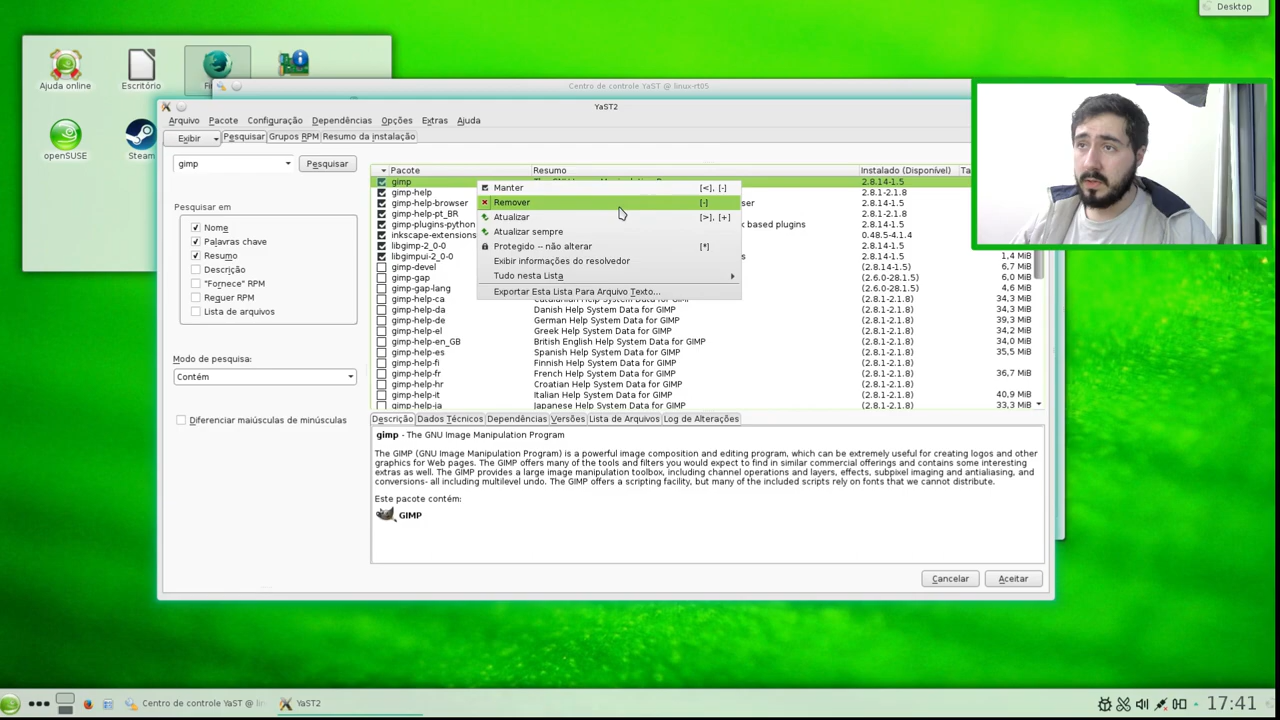 Desktop
Ajuda online
Escritório
openSUSE
Steam
Centro de controle YaST @ linux-rt05
YaST2
Arquivo Pacote Configuração Dependências Opções Extras Ajuda
Exibir Pesquisar Grupos RPM Resumo da instalação
gimp Pesquisar
Pesquisar em
Nome
Palavras chave
Resumo
Descrição
"Fornece" RPM
Requer RPM
Lista de arquivos
Modo de pesquisa:
Contém
Diferenciar maiúsculas de minúsculas
Pacote Resumo Instalado (Disponível)
gimp 2.8.14-1.5
gimp-help 2.8.1-2.1.8
gimp-help-browser 2.8.14-1.5
gimp-help-pt_BR 2.8.1-2.1.8
gimp-plugins-python based plugins 2.8.14-1.5
inkscape-extensions 0.48.5-4.1.4
libgimp-2_0-0 2.8.14-1.5
libgimpui-2_0-0 2.8.14-1.5 1,4 MiB
gimp-devel (2.8.14-1.5) 6,7 MiB
gimp-gap (2.6.0-28.1.5) 6,0 MiB
gimp-gap-lang (2.6.0-28.1.5) 4,6 MiB
gimp-help-ca Catalanian Help System Data for GIMP (2.8.1-2.1.8) 34,3 MiB
gimp-help-da Danish Help System Data for GIMP (2.8.1-2.1.8) 34,3 MiB
gimp-help-de German Help System Data for GIMP (2.8.1-2.1.8) 39,3 MiB
gimp-help-el Greek Help System Data for GIMP (2.8.1-2.1.8) 34,2 MiB
gimp-help-en_GB British English Help System Data for GIMP (2.8.1-2.1.8) 34,0 MiB
gimp-help-es Spanish Help System Data for GIMP (2.8.1-2.1.8) 35,5 MiB
gimp-help-fi Finnish Help System Data for GIMP (2.8.1-2.1.8)
gimp-help-fr French Help System Data for GIMP (2.8.1-2.1.8) 36,7 MiB
gimp-help-hr Croatian Help System Data for GIMP (2.8.1-2.1.8)
gimp-help-it Italian Help System Data for GIMP (2.8.1-2.1.8) 40,9 MiB
gimp-help-ja Japanese Help System Data for GIMP (2.8.1-2.1.8) 33,3 MiB
Manter [<], [-]
Remover [-]
Atualizar [>], [+]
Atualizar sempre
Protegido -- não alterar [*]
Exibir informações do resolvedor
Tudo nesta Lista
Exportar Esta Lista Para Arquivo Texto...
Descrição Dados Técnicos Dependências Versões Lista de Arquivos Log de Alterações
gimp - The GNU Image Manipulation Program
The GIMP (GNU Image Manipulation Program) is a powerful image composition and editing program, which can be extremely useful for creating logos and other
graphics for Web pages. The GIMP offers many of the tools and filters you would expect to find in similar commercial offerings and contains some interesting
extras as well. The GIMP provides a large image manipulation toolbox, including channel operations and layers, effects, subpixel imaging and antialiasing, and
conversions- all including multilevel undo. The GIMP offers a scripting facility, but many of the included scripts rely on fonts that we cannot distribute.
Este pacote contém:
GIMP
Cancelar Aceitar
Centro de controle YaST @ YaST2 17:41